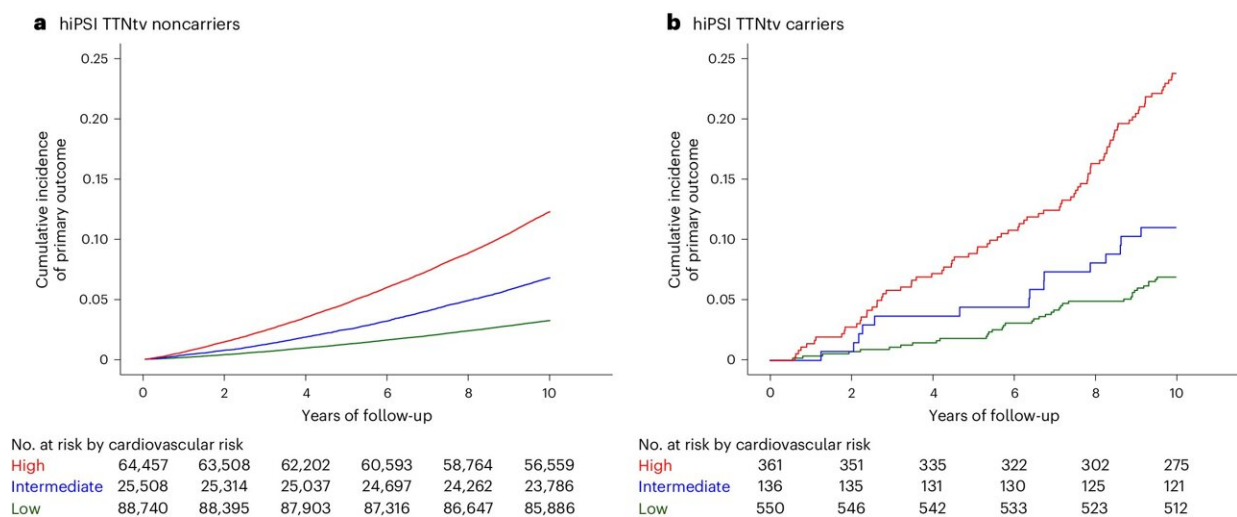 a hiPSI TTNtv noncarriers
Cumulative incidence
of primary outcome
0.25
0.20
0.15
0.10
0.05
0
0 2 4 6 8 10
Years of follow-up
No. at risk by cardiovascular risk
High 64,457 63,508 62,202 60,593 58,764 56,559
Intermediate 25,508 25,314 25,037 24,697 24,262 23,786
Low 88,740 88,395 87,903 87,316 86,647 85,886
b hiPSI TTNtv carriers
Cumulative incidence
of primary outcome
0.25
0.20
0.15
0.10
0.05
0
0 2 4 6 8 10
Years of follow-up
No. at risk by cardiovascular risk
High 361 351 335 322 302 275
Intermediate 136 135 131 130 125 121
Low 550 546 542 533 523 512